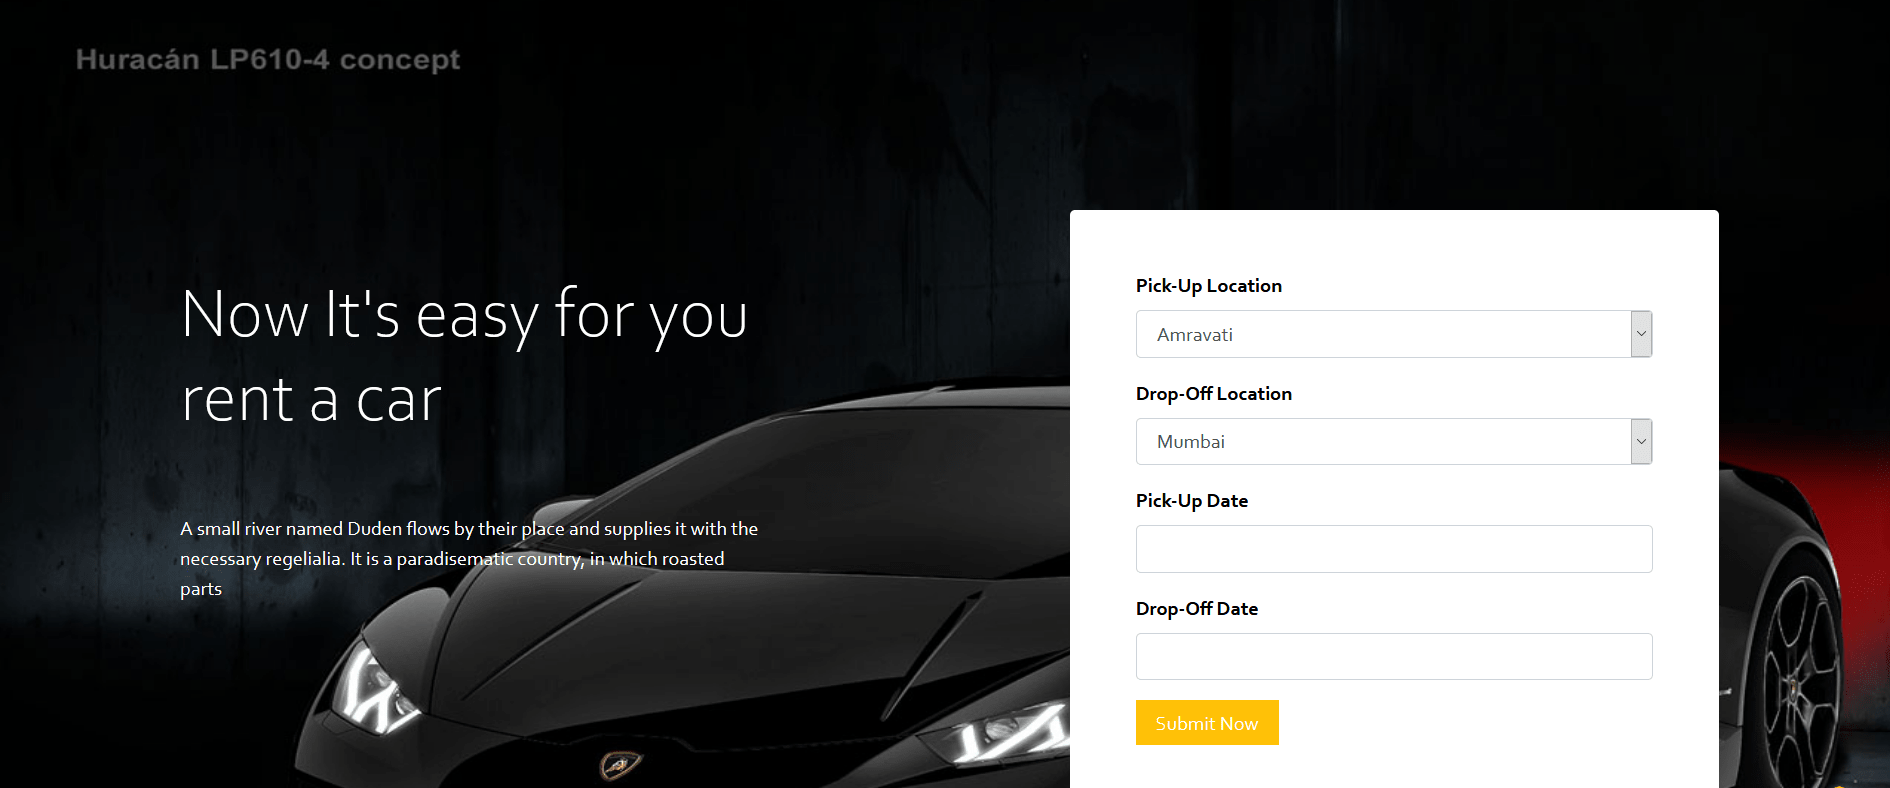 Huracán LP610-4 concept
Now It's easy for you
rent a car
A small river named Duden flows by their place and supplies it with the
necessary regelialia. It is a paradisematic country, in which roasted
parts
Pick-Up Location
Amravati
Drop-Off Location
Mumbai
Pick-Up Date
Drop-Off Date
Submit Now